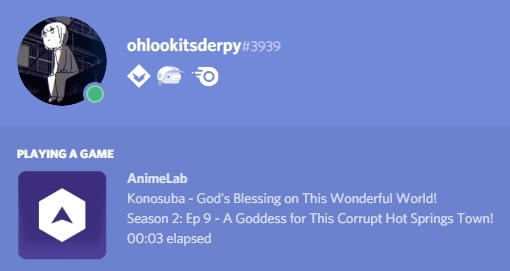 ohlookitsderpy#3939
PLAYING A GAME
AnimeLab
Konosuba - God's Blessing on This Wonderful World!
Season 2: Ep 9 - A Goddess for This Corrupt Hot Springs Town!
00:03 elapsed